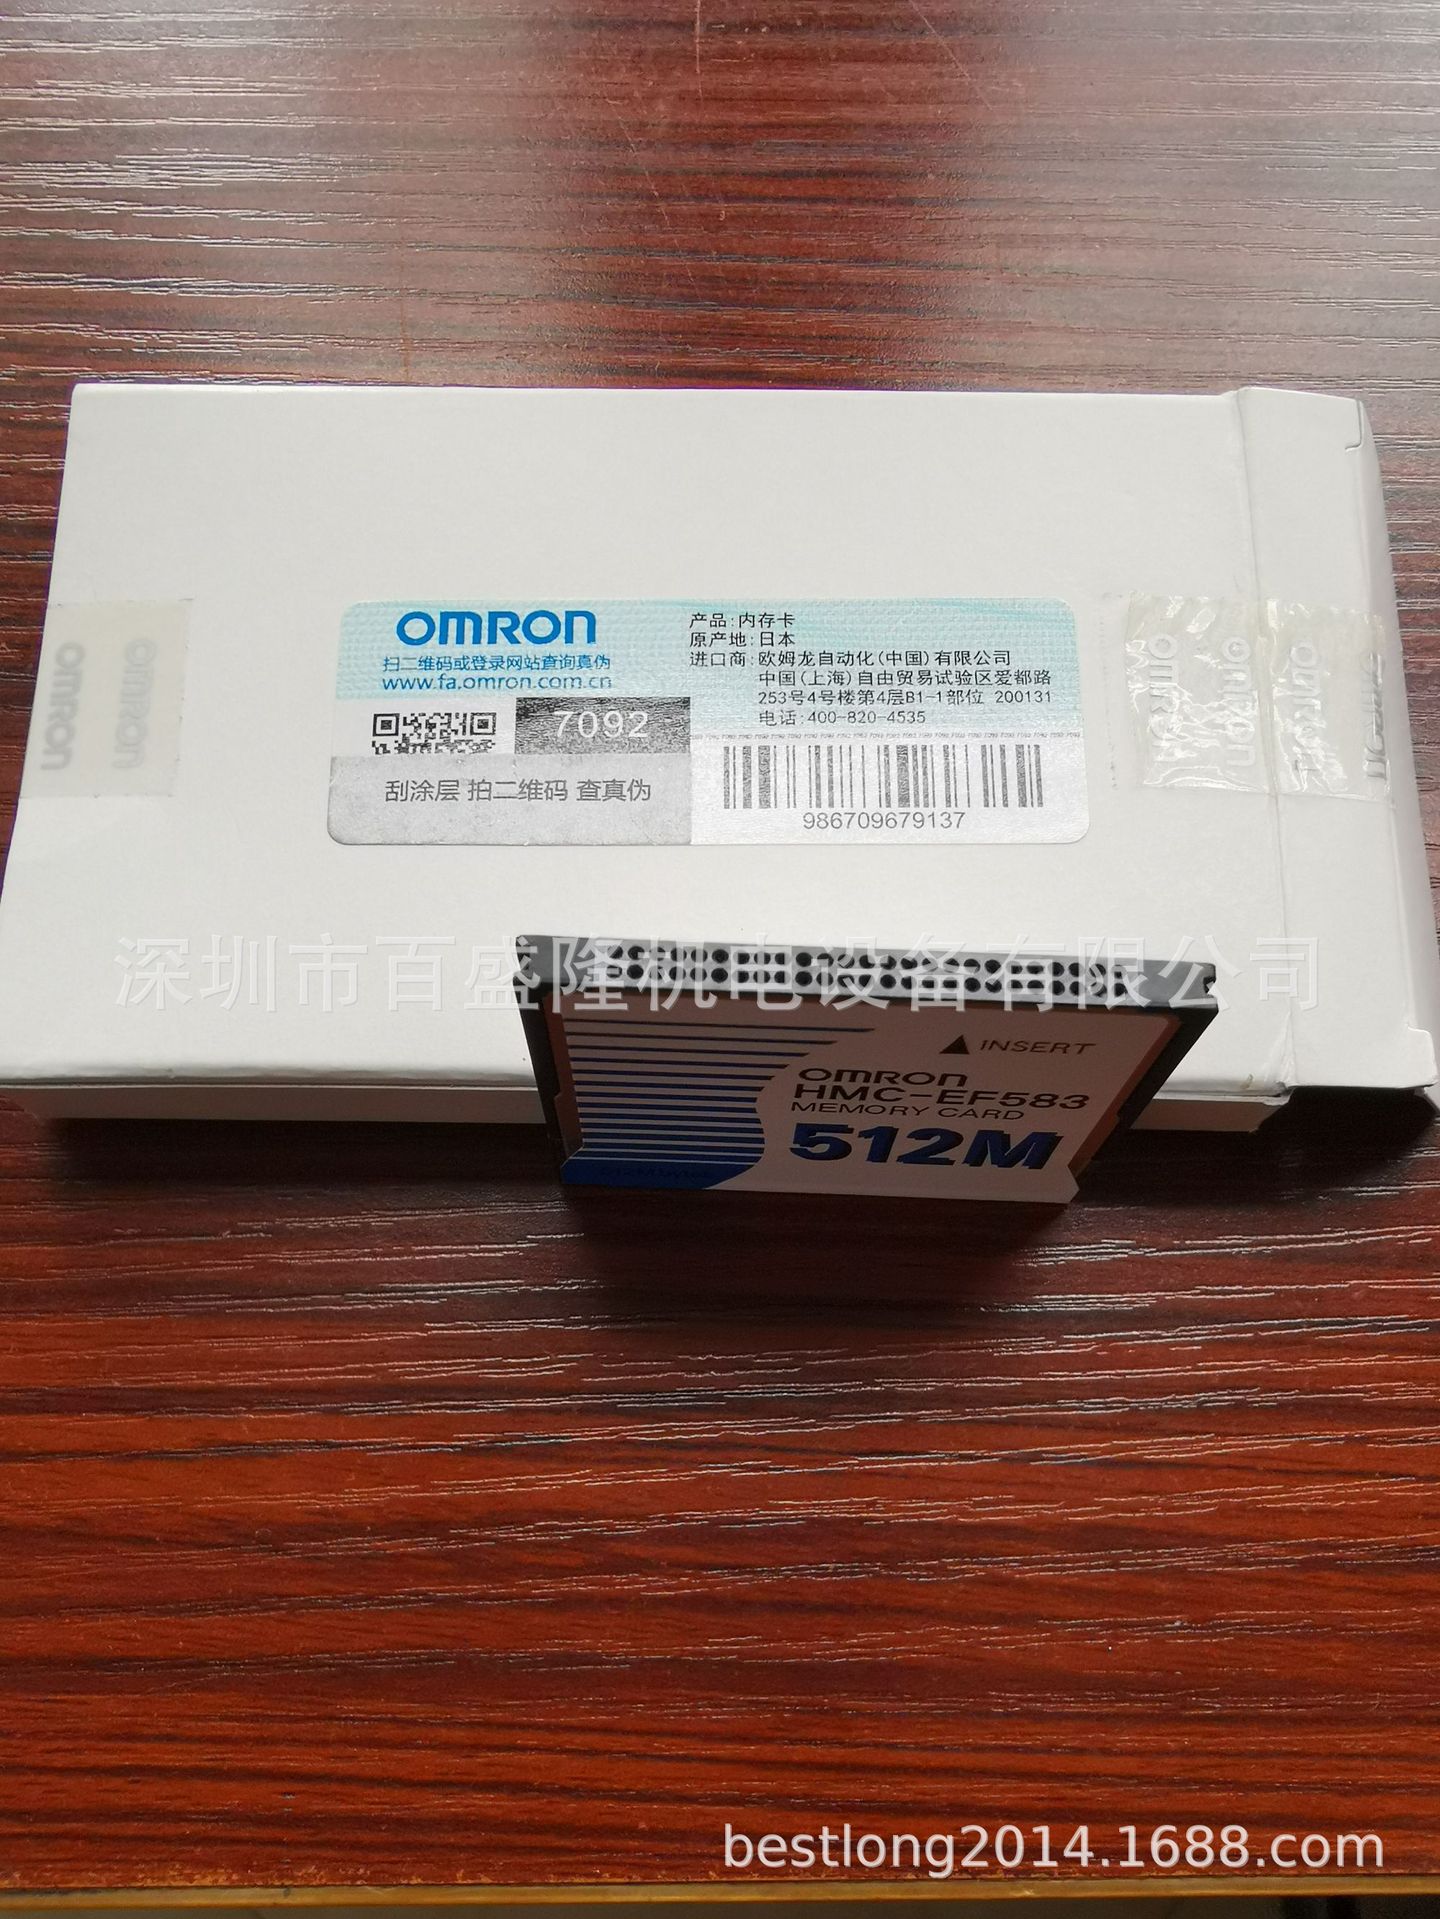 OMRON
扫二维码或登录网站查询真伪
www.fa.omron.com.cn
7092
刮涂层 拍二维码 查真伪
产品:内存卡
原产地:日本
进口商:欧姆龙自动化(中国)有限公司
中国(上海)自由贸易试验区爱都路
253号4号楼第4层B1-1部位 200131
电话:400-820-4535
986709679137
OMRON
OMRON
OMRON
OMRON
OMRON
OMRON
深圳市百盛隆机电设备有限公司
INSERT
OMRON
HMC-EF583
MEMORY CARD
512M
bestlong2014.1688.com